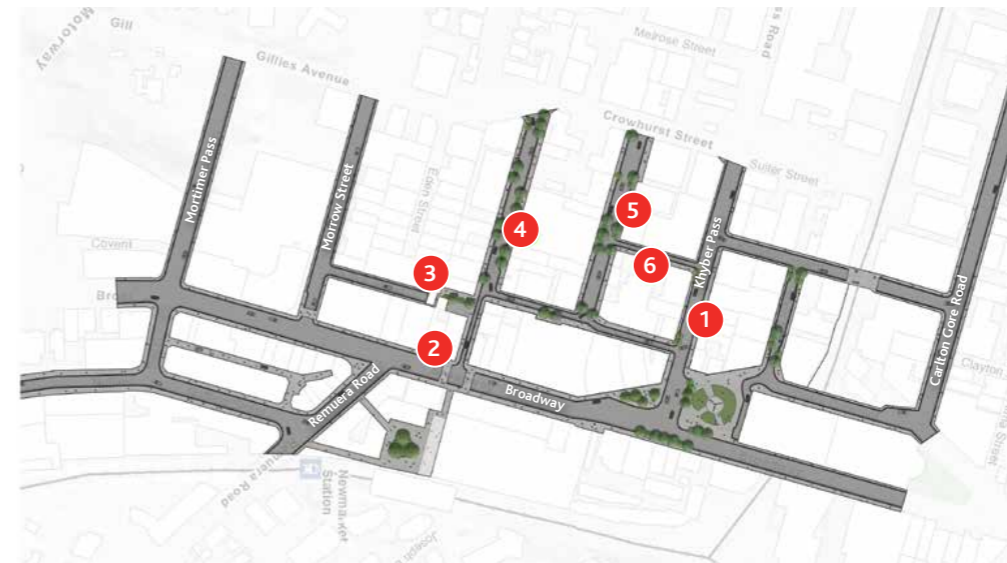 Motorway
Gill
Gillies Avenue
Melrose Street
Road
Crowhurst Street
Suiter Street
Mortimer Pass
Morrow Street
Eden Street
Covent
4
5
Khyber Pass
6
3
1
2
Carlton Gore Road
Clayton
Remuera Road
Broadway
Newmarket
Station